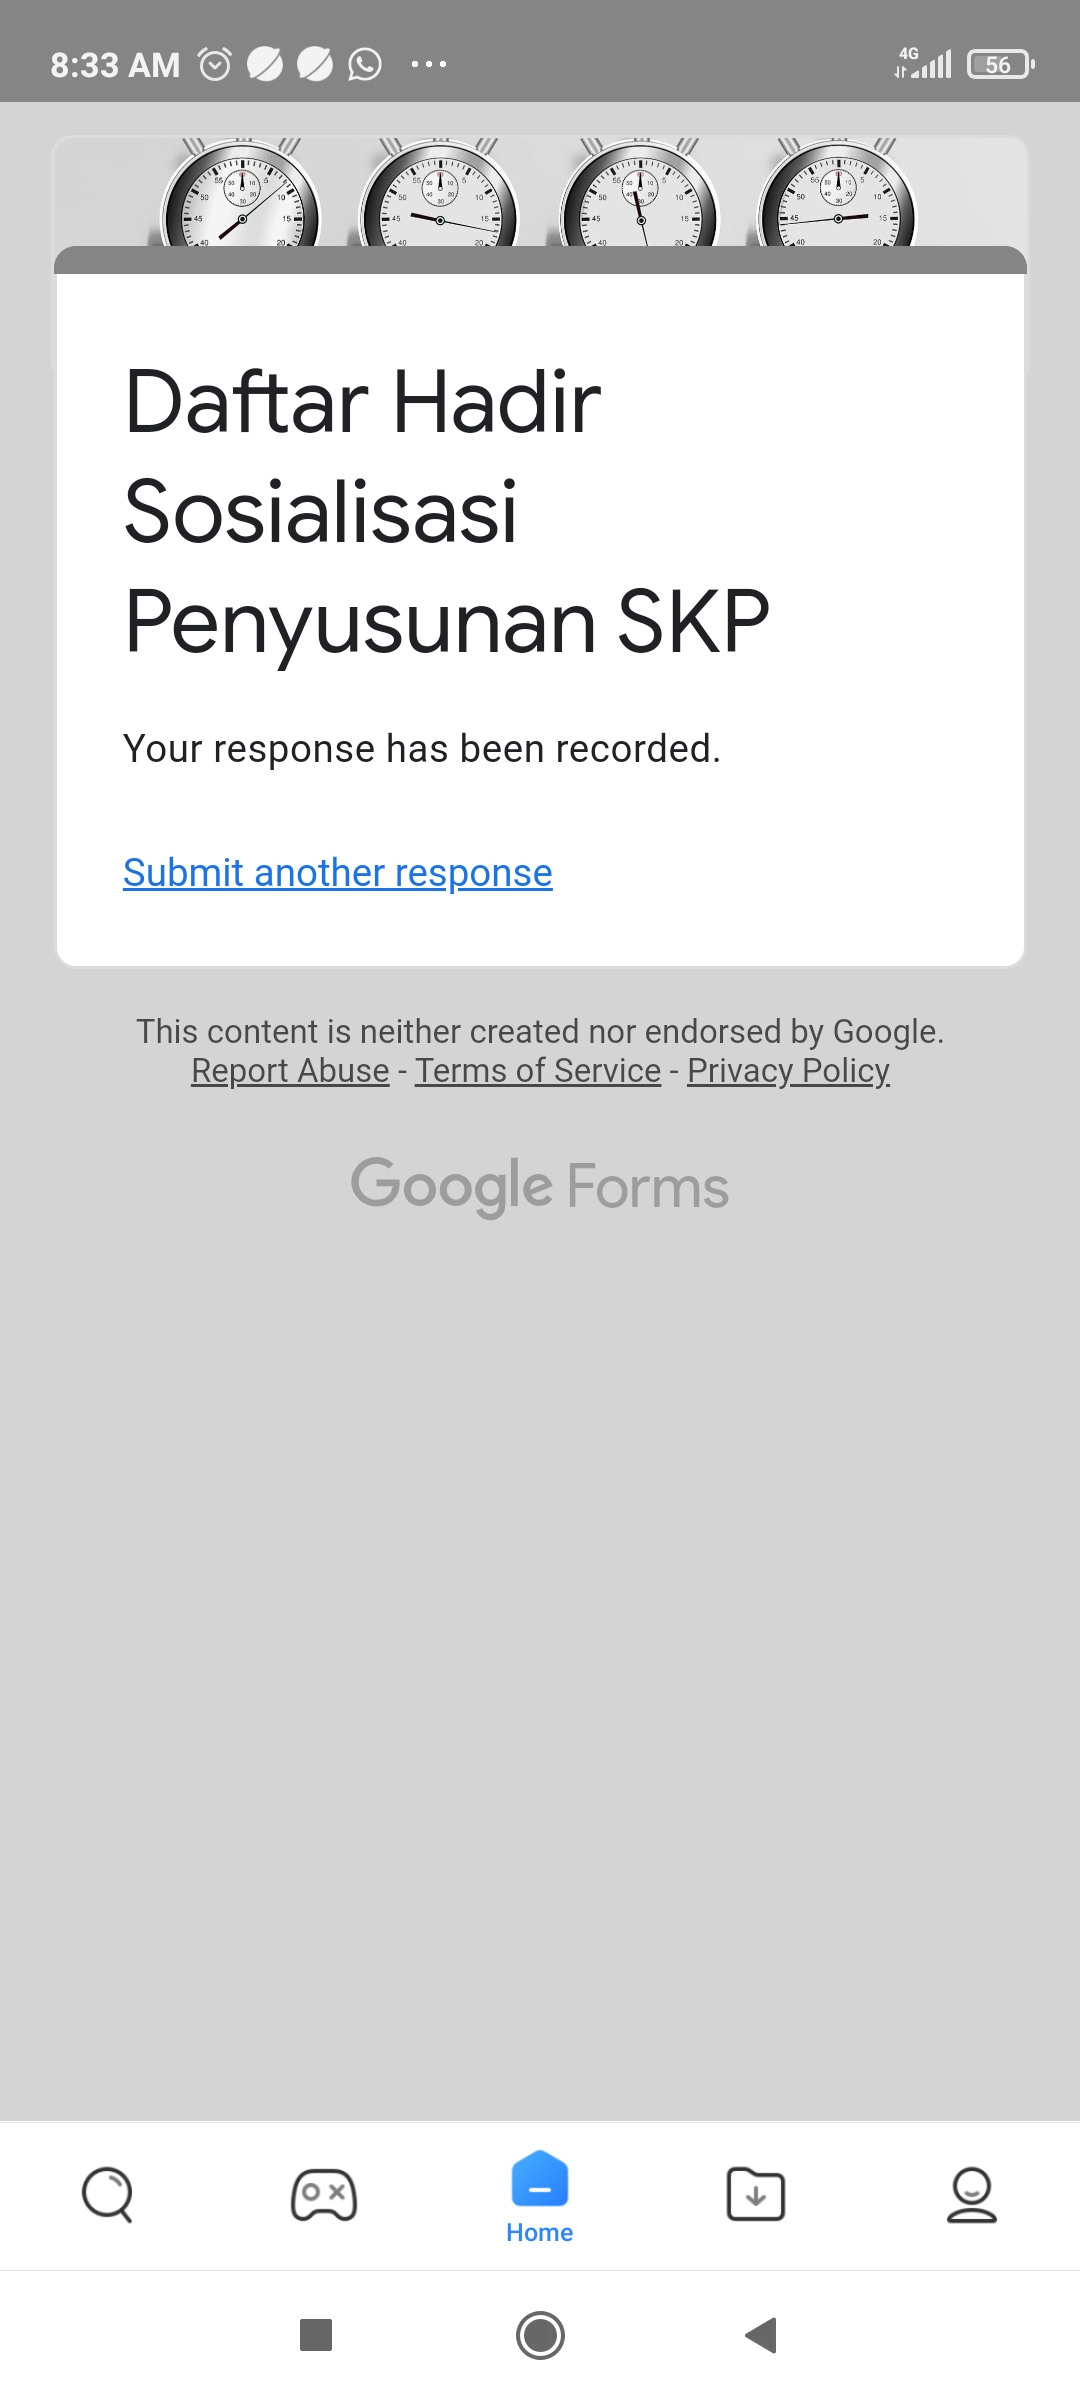 8:33 AM
4G
56
Daftar Hadir
Sosialisasi
Penyusunan SKP
Your response has been recorded.
Submit another response
This content is neither created nor endorsed by Google.
Report Abuse - Terms of Service - Privacy Policy
Google Forms
Home